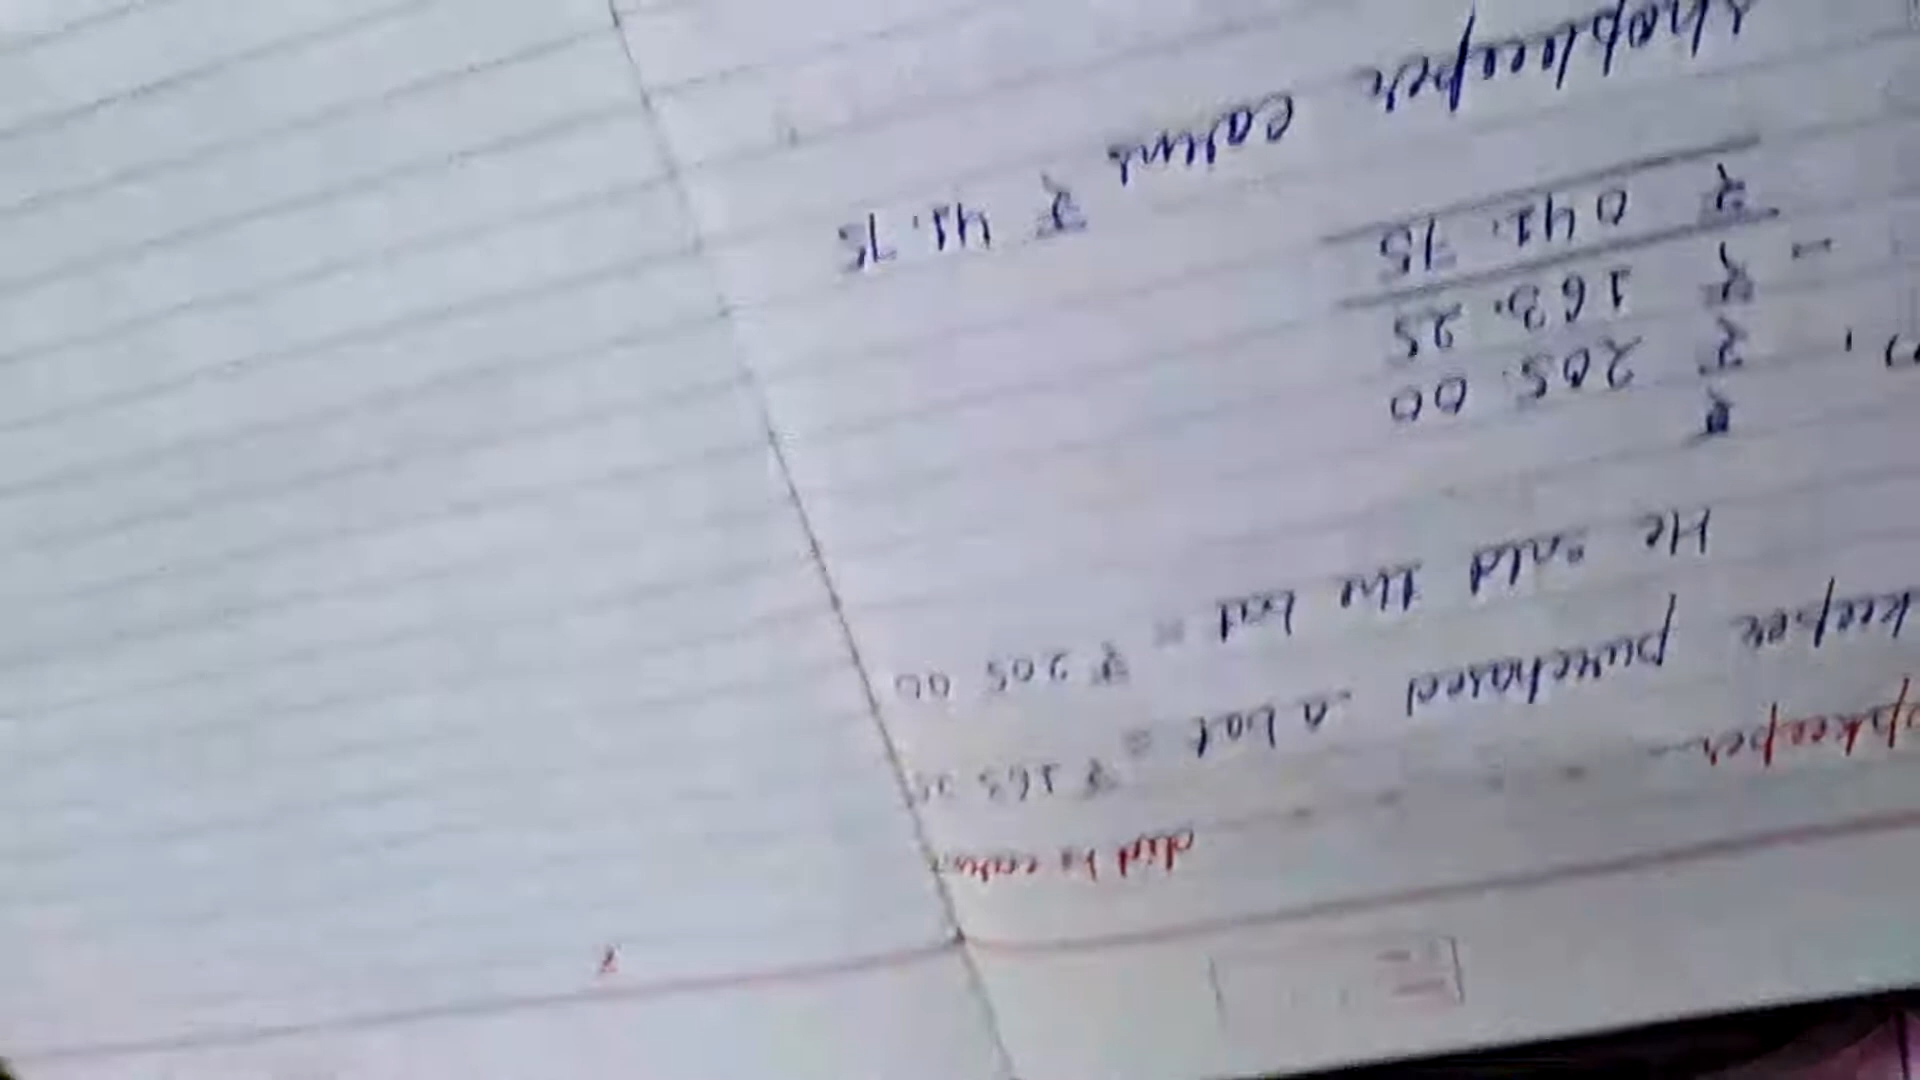 did he earn
keeper purchased a bat = ₹ 163.25
He sold the bat = ₹ 205.00
₹ 205.00
- ₹ 163.25
₹ 041.75
shopkeeper earns ₹ 41.75